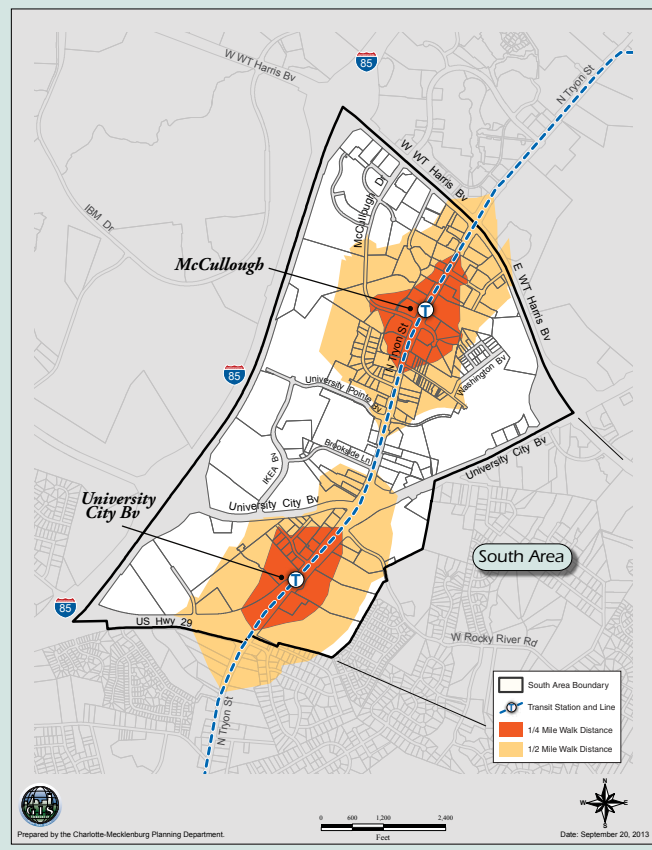 W WT Harris Bv
85
N Tryon St
W WT Harris Bv
McCullough Dr
IBM Dr
McCullough
E WT Harris Bv
T
N Tryon St
85
Washington Bv
University Pointe Bv
Brookside Ln
University City Bv
IKEA Bv
University
City Bv
University City Bv
South Area
T
85
US Hwy 29
W Rocky River Rd
South Area Boundary
T
Transit Station and Line
1/4 Mile Walk Distance
1/2 Mile Walk Distance
N Tryon St
N
W E
S
GIS
0 600 1,200 2,400
Feet
Prepared by the Charlotte-Mecklenburg Planning Department.
Date: September 20, 2013